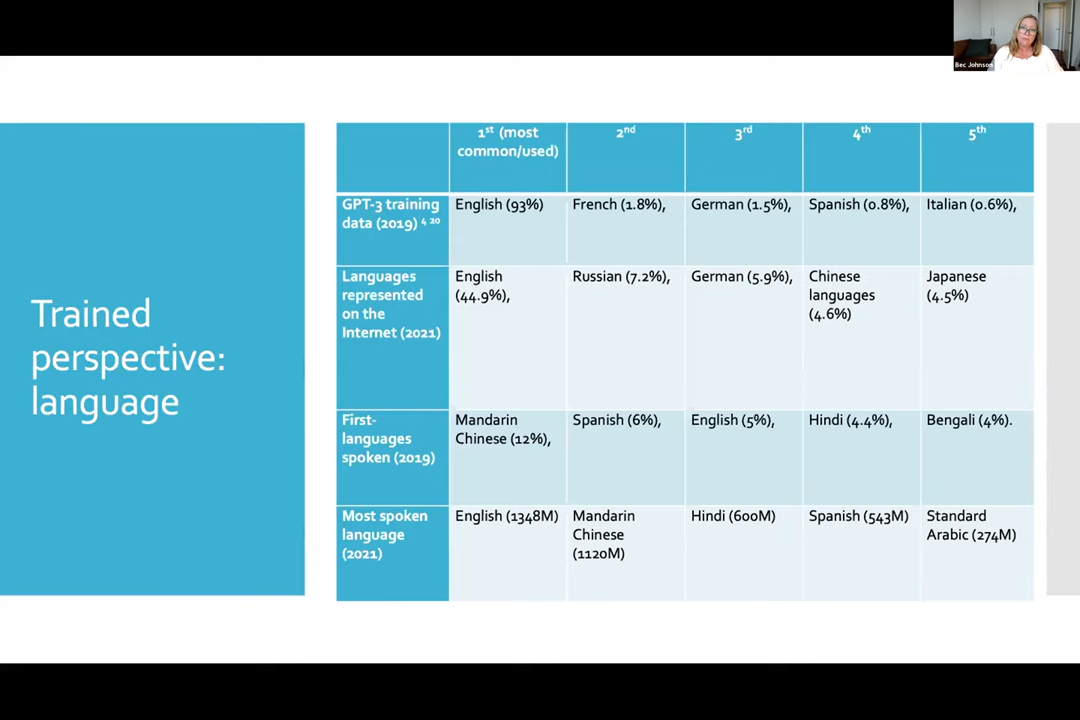 Bec Johnson
Trained
perspective:
language
1st (most
common/used)
2nd
3rd
4th
5th
GPT-3 training
data (2019) 4 20
English (93%)
French (1.8%),
German (1.5%),
Spanish (0.8%),
Italian (0.6%),
Languages
represented
on the
Internet (2021)
English
(44.9%),
Russian (7.2%),
German (5.9%),
Chinese
languages
(4.6%)
Japanese
(4.5%)
First-
languages
spoken (2019)
Mandarin
Chinese (12%),
Spanish (6%),
English (5%),
Hindi (4.4%),
Bengali (4%).
Most spoken
language
(2021)
English (1348M)
Mandarin
Chinese
(1120M)
Hindi (600M)
Spanish (543M)
Standard
Arabic (274M)